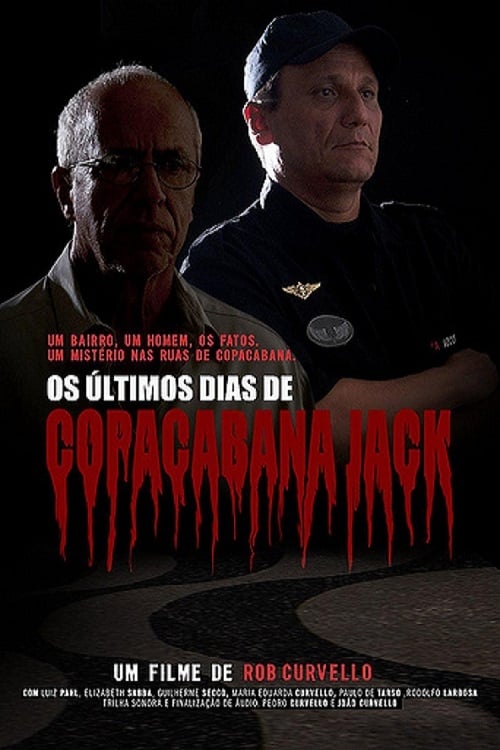 UM BAIRRO, UM HOMEM, OS FATOS.
UM MISTÉRIO NAS RUAS DE COPACABANA.
OS ÚLTIMOS DIAS DE
COPACABANA JACK
UM FILME DE ROB CURVELLO
COM LUIZ PAHL, ELIZABETH SABBA, GUILHERME SECCO, MARIA EDUARDA CURVELLO, PAULO DE TARSO ,RODOLFO LARBOSA
TRILHA SONORA E FINALIZAÇÃO DE ÁUDIO. PEDRO CURVELLO E JOÃO CURVELLO